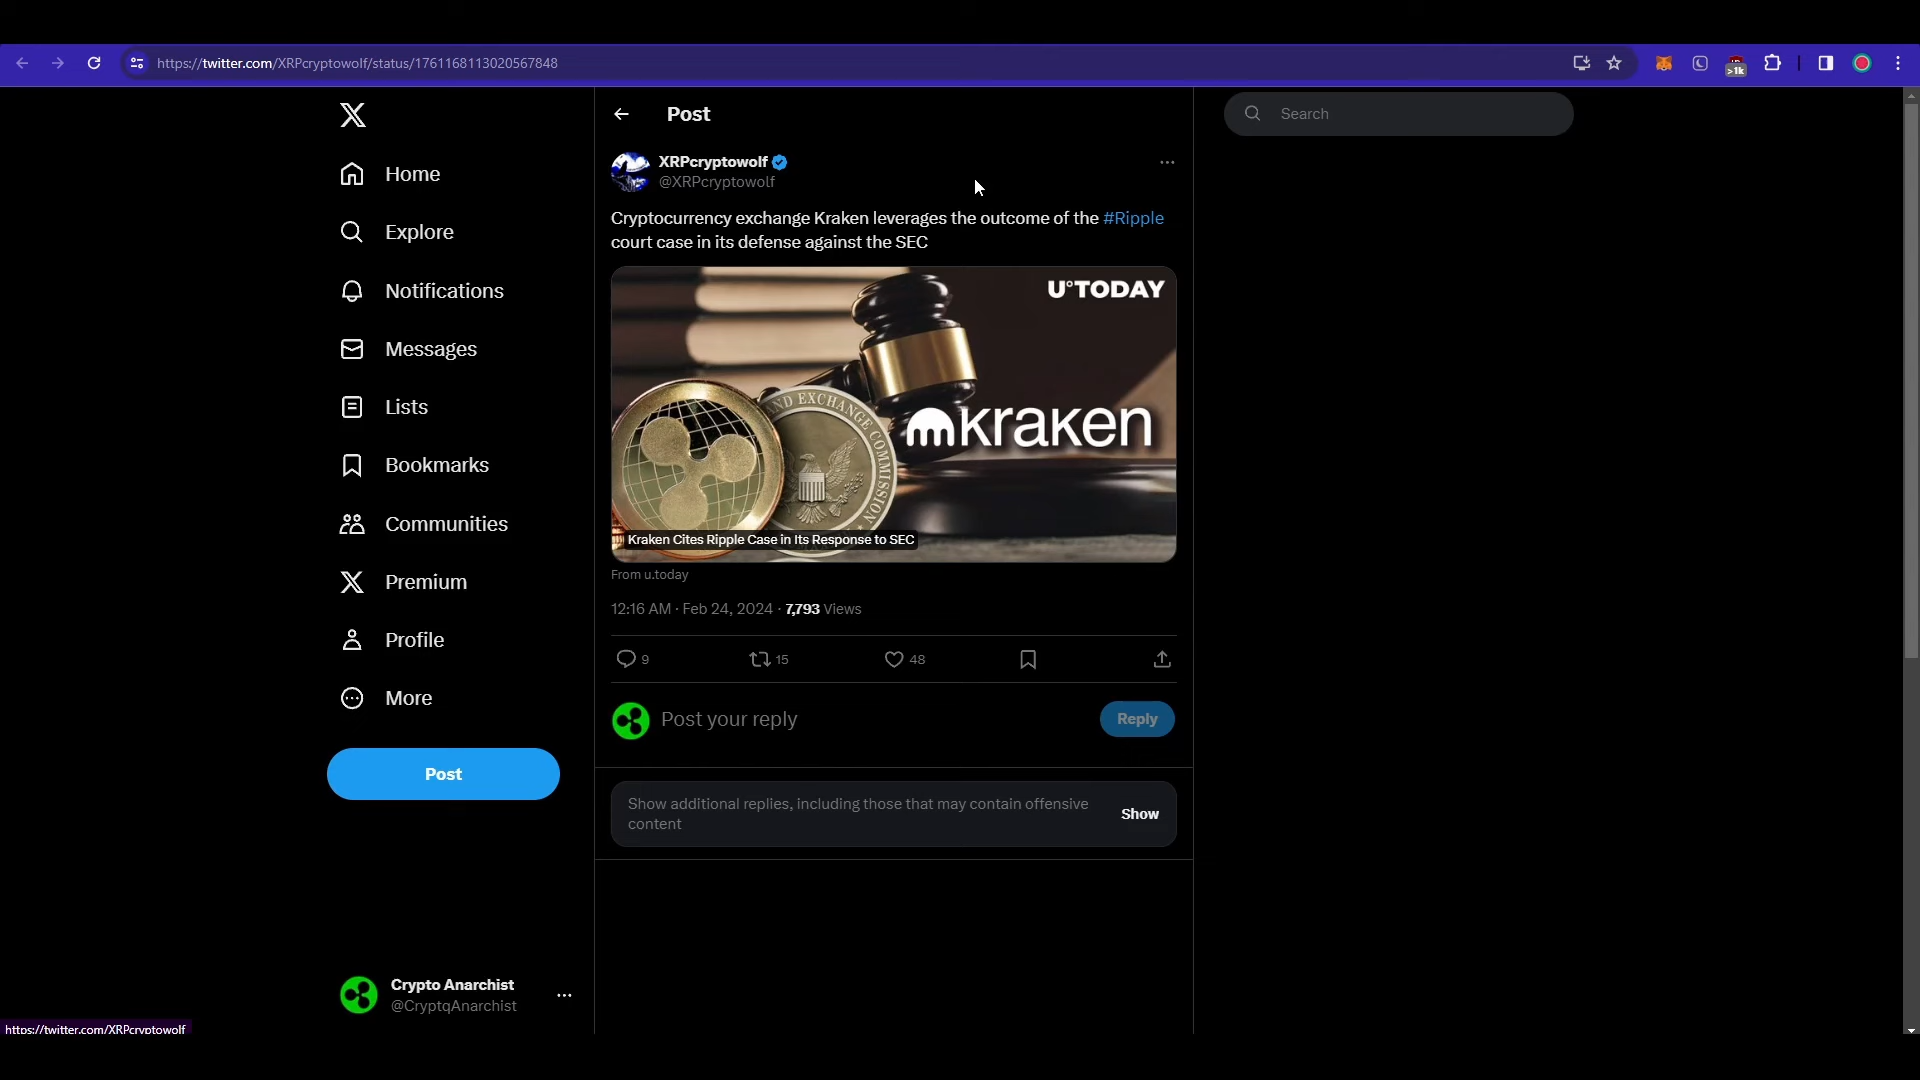 https://twitter.com/XRPcryptowolf/status/1761168113020567848
>1k
Post
Search
Home
Explore
Notifications
Messages
Lists
Bookmarks
Communities
Premium
Profile
More
Post
XRPcryptowolf
@XRPcryptowolf
Cryptocurrency exchange Kraken leverages the outcome of the #Ripple
court case in its defense against the SEC
U°TODAY
AND EXCHANGE COMMISSION
kraken
Kraken Cites Ripple Case in Its Response to SEC
From u.today
12:16 AM · Feb 24, 2024 · 7,793 Views
9 15 48
Post your reply
Reply
Show additional replies, including those that may contain offensive
content
Show
Crypto Anarchist
@CryptqAnarchist
https://twitter.com/XRPcryptowolf